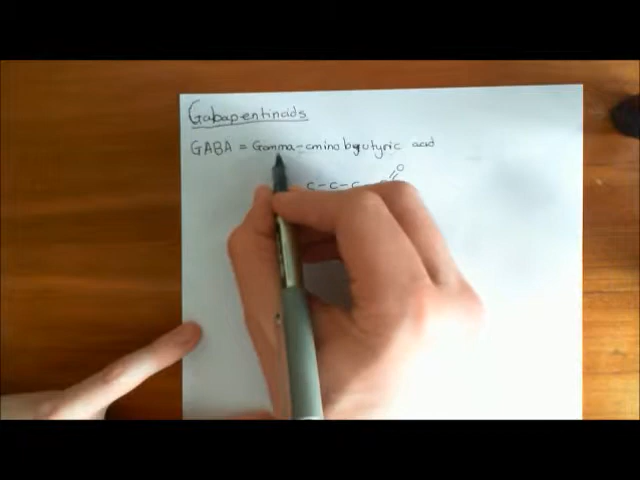 Gabapentinoids
GABA = Gamma-amino butyric acid
C-C-C
O